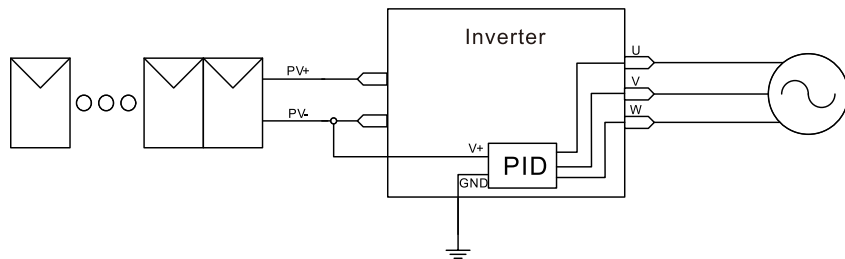 Inverter
PV+
PV-
V+
GND
PID
U
V
W